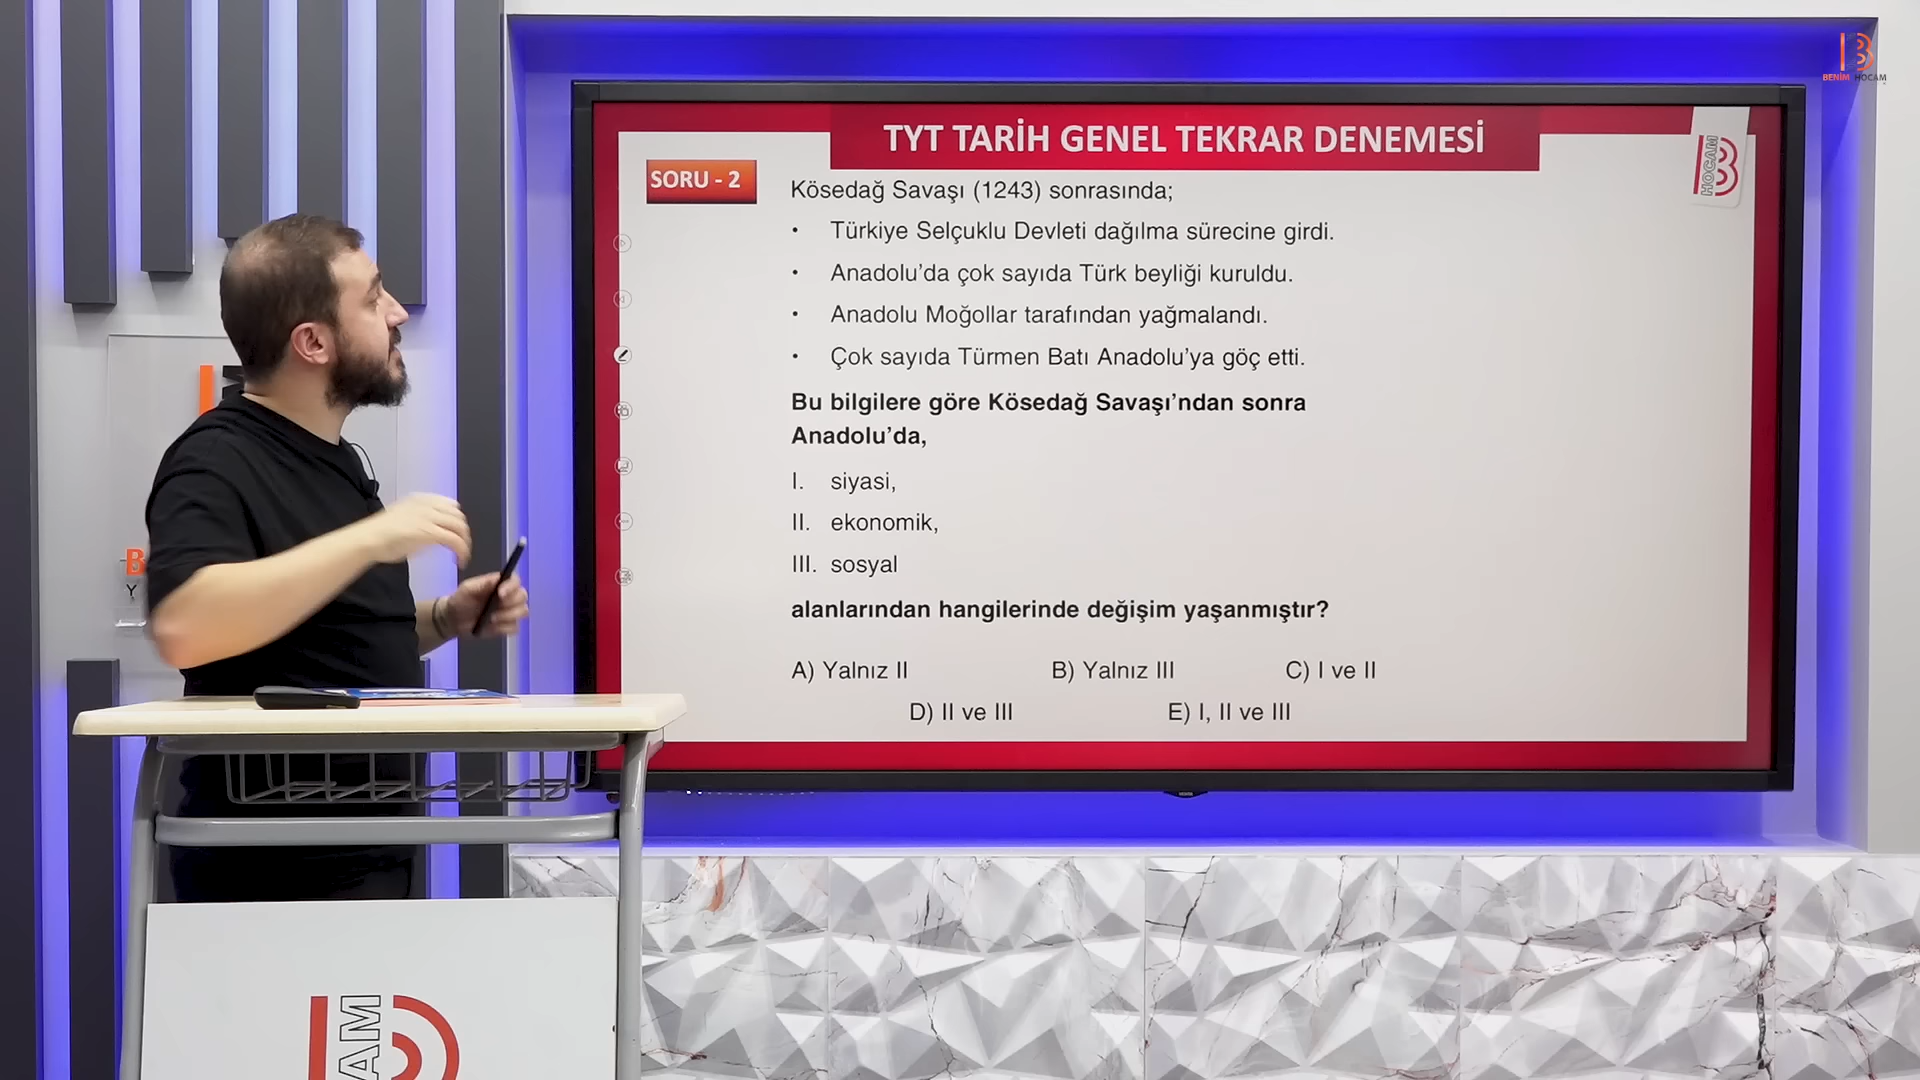 BENİM HOCAM
TYT TARİH GENEL TEKRAR DENEMESİ
HOCAM
SORU - 2
Kösedağ Savaşı (1243) sonrasında;
• Türkiye Selçuklu Devleti dağılma sürecine girdi.
• Anadolu'da çok sayıda Türk beyliği kuruldu.
• Anadolu Moğollar tarafından yağmalandı.
• Çok sayıda Türmen Batı Anadolu'ya göç etti.
Bu bilgilere göre Kösedağ Savaşı'ndan sonra
Anadolu'da,
I. siyasi,
II. ekonomik,
III. sosyal
alanlarından hangilerinde değişim yaşanmıştır?
A) Yalnız II B) Yalnız III C) I ve II
D) II ve III E) I, II ve III